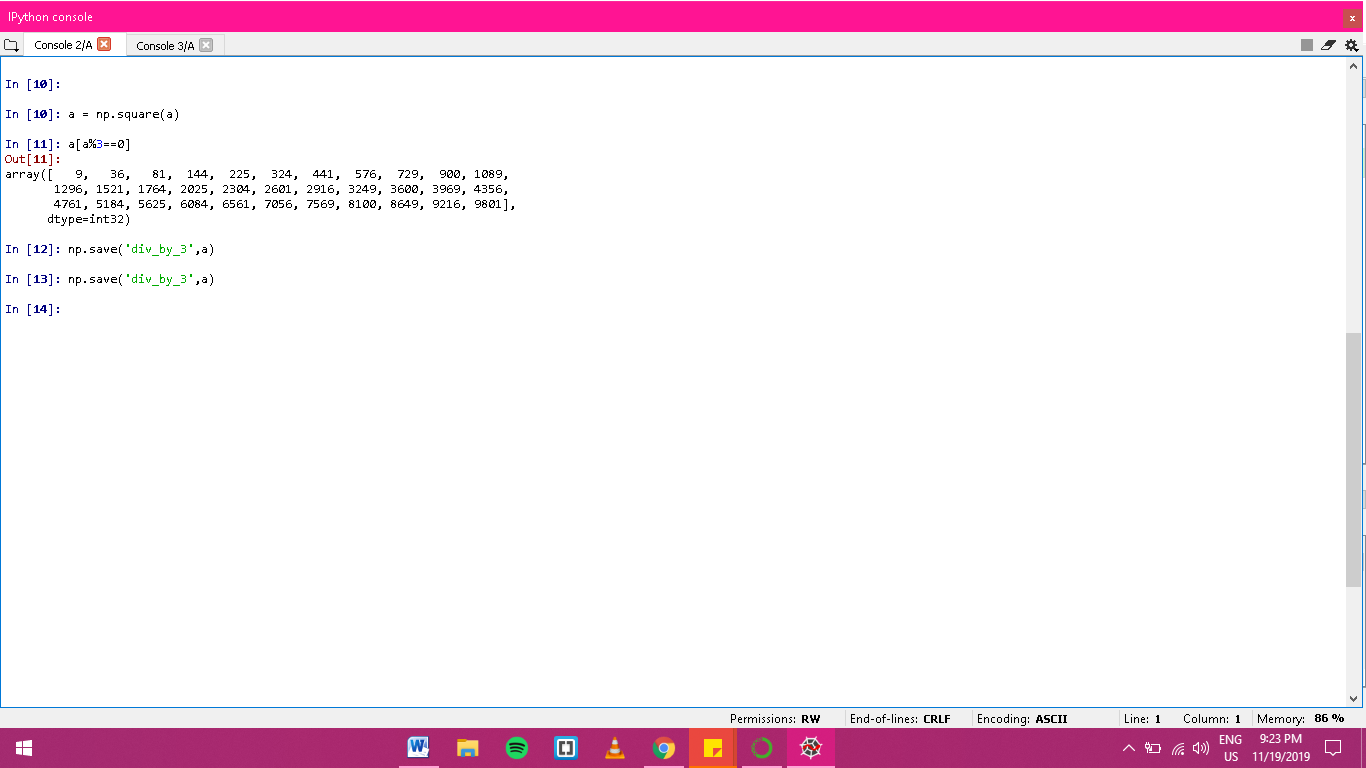 IPython console
Console 2/A
Console 3/A
In [10]:
In [10]: a = np.square(a)
In [11]: a[a%3==0]
Out[11]:
array([   9,   36,   81,  144,  225,  324,  441,  576,  729,  900, 1089,
       1296, 1521, 1764, 2025, 2304, 2601, 2916, 3249, 3600, 3969, 4356,
       4761, 5184, 5625, 6084, 6561, 7056, 7569, 8100, 8649, 9216, 9801],
      dtype=int32)
In [12]: np.save('div_by_3',a)
In [13]: np.save('div_by_3',a)
In [14]:
Permissions: RW End-of-lines: CRLF Encoding: ASCII Line: 1 Column: 1 Memory: 86 %
ENG
US
9:23 PM
11/19/2019